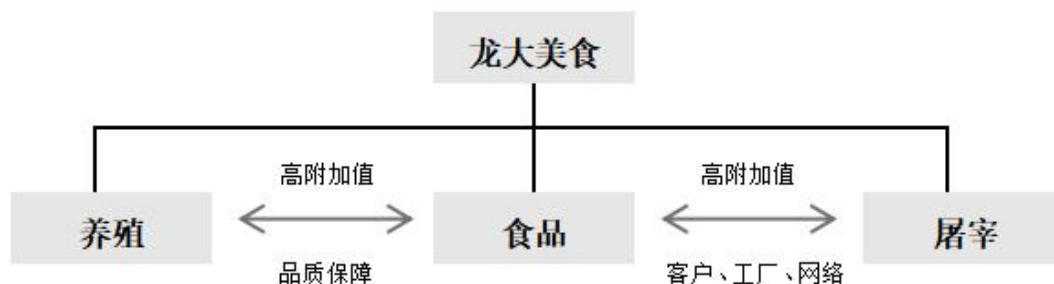 龙大美食
高附加值
高附加值
养殖
食品
屠宰
品质保障
客户、工厂、网络